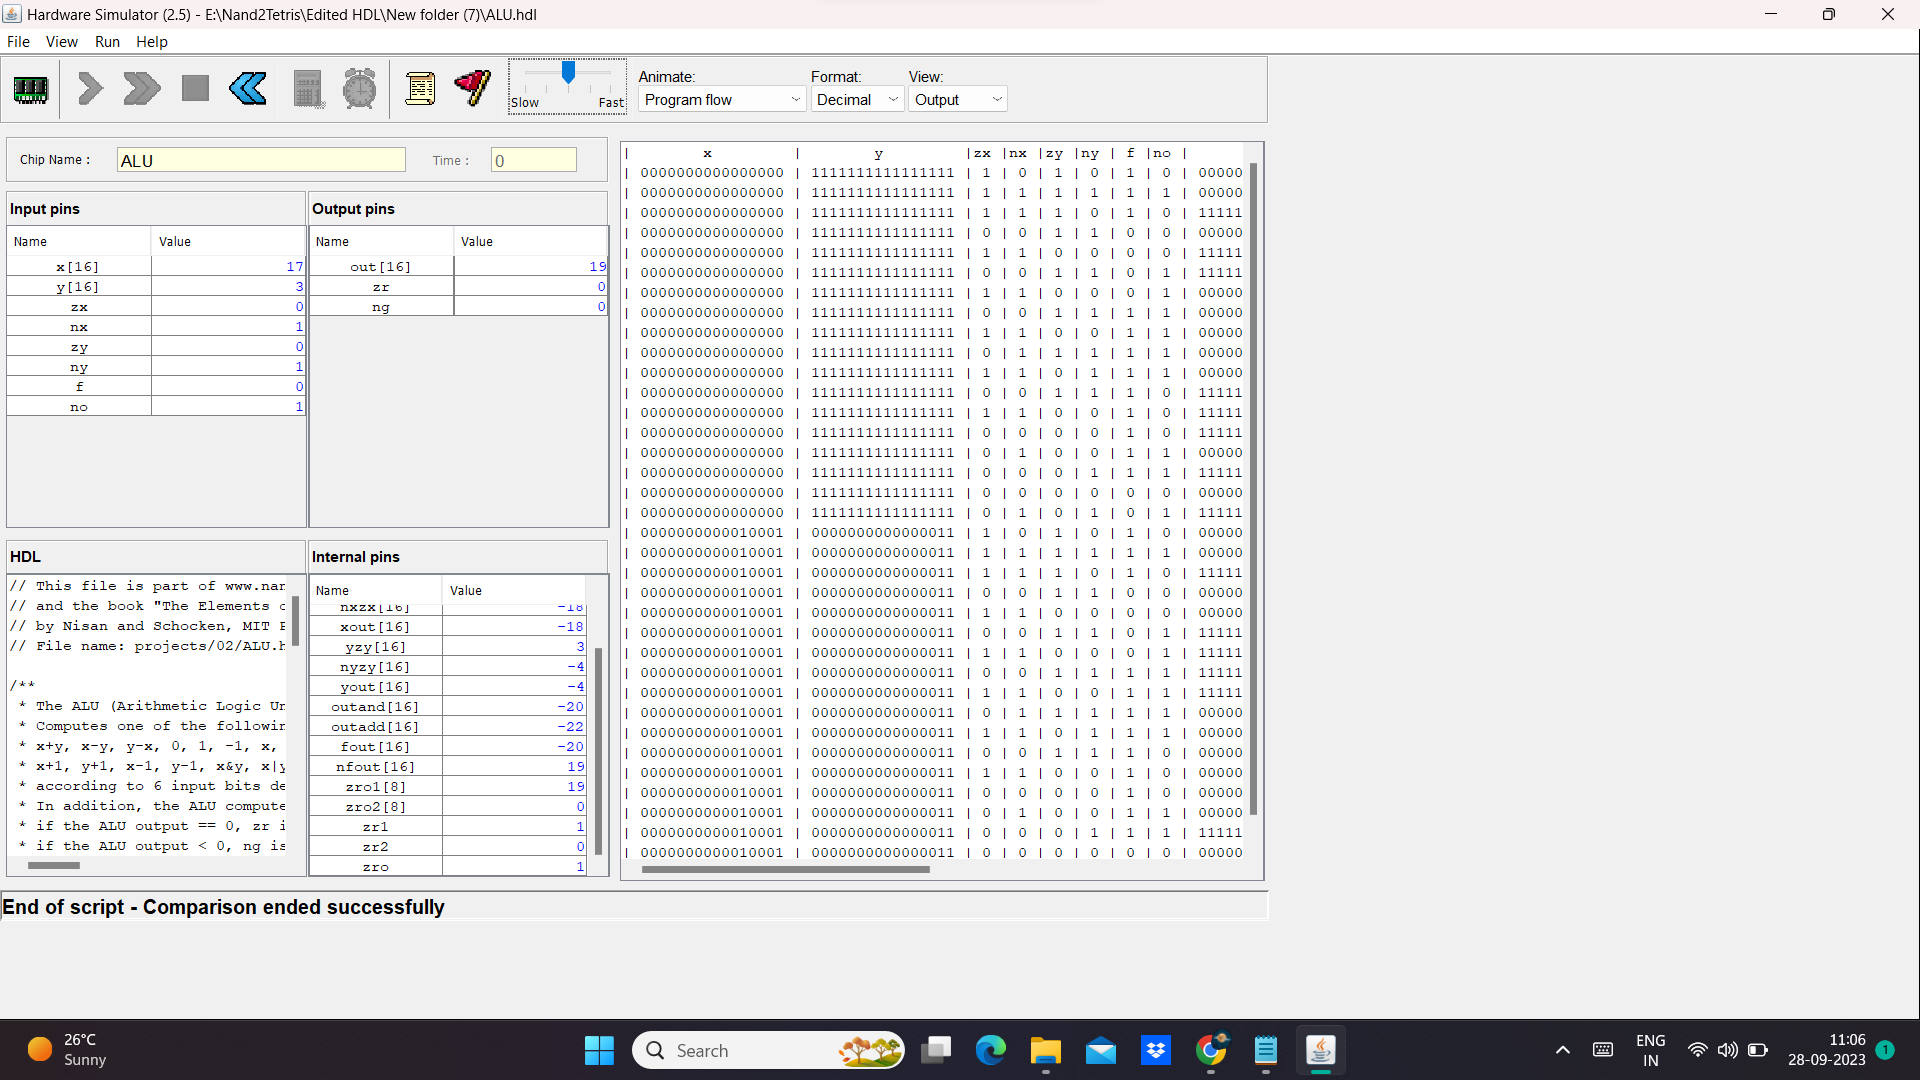 Hardware Simulator (2.5) - E:\Nand2Tetris\Edited HDL\New folder (7)\ALU.hdl
File View Run Help
Slow Fast
Animate: Format: View:
Program flow Decimal Output
Chip Name : ALU Time : 0
Input pins
Name Value
x[16] 17
y[16] 3
zx 0
nx 1
zy 0
ny 1
f 0
no 1
Output pins
Name Value
out[16] 19
zr 0
ng 0
HDL
// This file is part of www.nan
// and the book "The Elements o
// by Nisan and Schocken, MIT P
// File name: projects/02/ALU.h
/**
* The ALU (Arithmetic Logic Un
* Computes one of the followin
* x+y, x-y, y-x, 0, 1, -1, x,
* x+1, y+1, x-1, y-1, x&y, x|y
* according to 6 input bits de
* In addition, the ALU compute
* if the ALU output == 0, zr i
* if the ALU output < 0, ng is
Internal pins
Name Value
nxzx[16] -18
xout[16] -18
yzy[16] 3
nyzy[16] -4
yout[16] -4
outand[16] -20
outadd[16] -22
fout[16] -20
nfout[16] 19
zro1[8] 19
zro2[8] 0
zr1 1
zr2 0
zro 1
| x | y |zx |nx |zy |ny | f |no |
| 0000000000000000 | 1111111111111111 | 1 | 0 | 1 | 0 | 1 | 0 | 00000
| 0000000000000000 | 1111111111111111 | 1 | 1 | 1 | 1 | 1 | 1 | 00000
| 0000000000000000 | 1111111111111111 | 1 | 1 | 1 | 0 | 1 | 0 | 11111
| 0000000000000000 | 1111111111111111 | 0 | 0 | 1 | 1 | 0 | 0 | 00000
| 0000000000000000 | 1111111111111111 | 1 | 1 | 0 | 0 | 0 | 0 | 11111
| 0000000000000000 | 1111111111111111 | 0 | 0 | 1 | 1 | 0 | 1 | 11111
| 0000000000000000 | 1111111111111111 | 1 | 1 | 0 | 0 | 0 | 1 | 00000
| 0000000000000000 | 1111111111111111 | 0 | 0 | 1 | 1 | 1 | 1 | 00000
| 0000000000000000 | 1111111111111111 | 1 | 1 | 0 | 0 | 1 | 1 | 00000
| 0000000000000000 | 1111111111111111 | 0 | 1 | 1 | 1 | 1 | 1 | 00000
| 0000000000000000 | 1111111111111111 | 1 | 1 | 0 | 1 | 1 | 1 | 00000
| 0000000000000000 | 1111111111111111 | 0 | 0 | 1 | 1 | 1 | 0 | 11111
| 0000000000000000 | 1111111111111111 | 1 | 1 | 0 | 0 | 1 | 0 | 11111
| 0000000000000000 | 1111111111111111 | 0 | 0 | 0 | 0 | 1 | 0 | 11111
| 0000000000000000 | 1111111111111111 | 0 | 1 | 0 | 0 | 1 | 1 | 00000
| 0000000000000000 | 1111111111111111 | 0 | 0 | 0 | 1 | 1 | 1 | 11111
| 0000000000000000 | 1111111111111111 | 0 | 0 | 0 | 0 | 0 | 0 | 00000
| 0000000000000000 | 1111111111111111 | 0 | 1 | 0 | 1 | 0 | 1 | 11111
| 0000000000010001 | 0000000000000011 | 1 | 0 | 1 | 0 | 1 | 0 | 00000
| 0000000000010001 | 0000000000000011 | 1 | 1 | 1 | 1 | 1 | 1 | 00000
| 0000000000010001 | 0000000000000011 | 1 | 1 | 1 | 0 | 1 | 0 | 11111
| 0000000000010001 | 0000000000000011 | 0 | 0 | 1 | 1 | 0 | 0 | 00000
| 0000000000010001 | 0000000000000011 | 1 | 1 | 0 | 0 | 0 | 0 | 00000
| 0000000000010001 | 0000000000000011 | 0 | 0 | 1 | 1 | 0 | 1 | 11111
| 0000000000010001 | 0000000000000011 | 1 | 1 | 0 | 0 | 0 | 1 | 11111
| 0000000000010001 | 0000000000000011 | 0 | 0 | 1 | 1 | 1 | 1 | 11111
| 0000000000010001 | 0000000000000011 | 1 | 1 | 0 | 0 | 1 | 1 | 11111
| 0000000000010001 | 0000000000000011 | 0 | 1 | 1 | 1 | 1 | 1 | 00000
| 0000000000010001 | 0000000000000011 | 1 | 1 | 0 | 1 | 1 | 1 | 00000
| 0000000000010001 | 0000000000000011 | 0 | 0 | 1 | 1 | 1 | 0 | 00000
| 0000000000010001 | 0000000000000011 | 1 | 1 | 0 | 0 | 1 | 0 | 00000
| 0000000000010001 | 0000000000000011 | 0 | 0 | 0 | 0 | 1 | 0 | 00000
| 0000000000010001 | 0000000000000011 | 0 | 1 | 0 | 0 | 1 | 1 | 00000
| 0000000000010001 | 0000000000000011 | 0 | 0 | 0 | 1 | 1 | 1 | 11111
| 0000000000010001 | 0000000000000011 | 0 | 0 | 0 | 0 | 0 | 0 | 00000
End of script - Comparison ended successfully
26°C
Sunny
Search
ENG
IN
11:06
28-09-2023
1